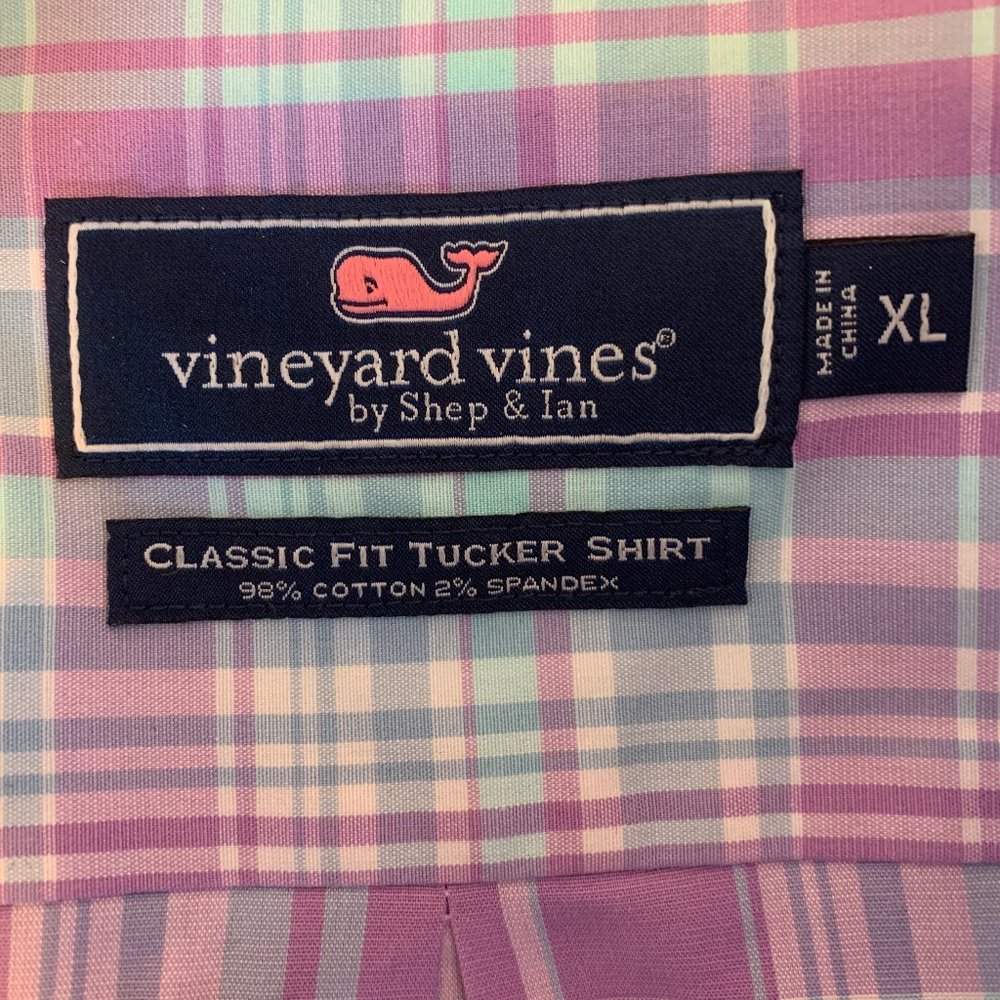 vineyard vines®
by Shep & Ian
MADE IN
CHINA
XL
CLASSIC FIT TUCKER SHIRT
98% COTTON 2% SPANDEX